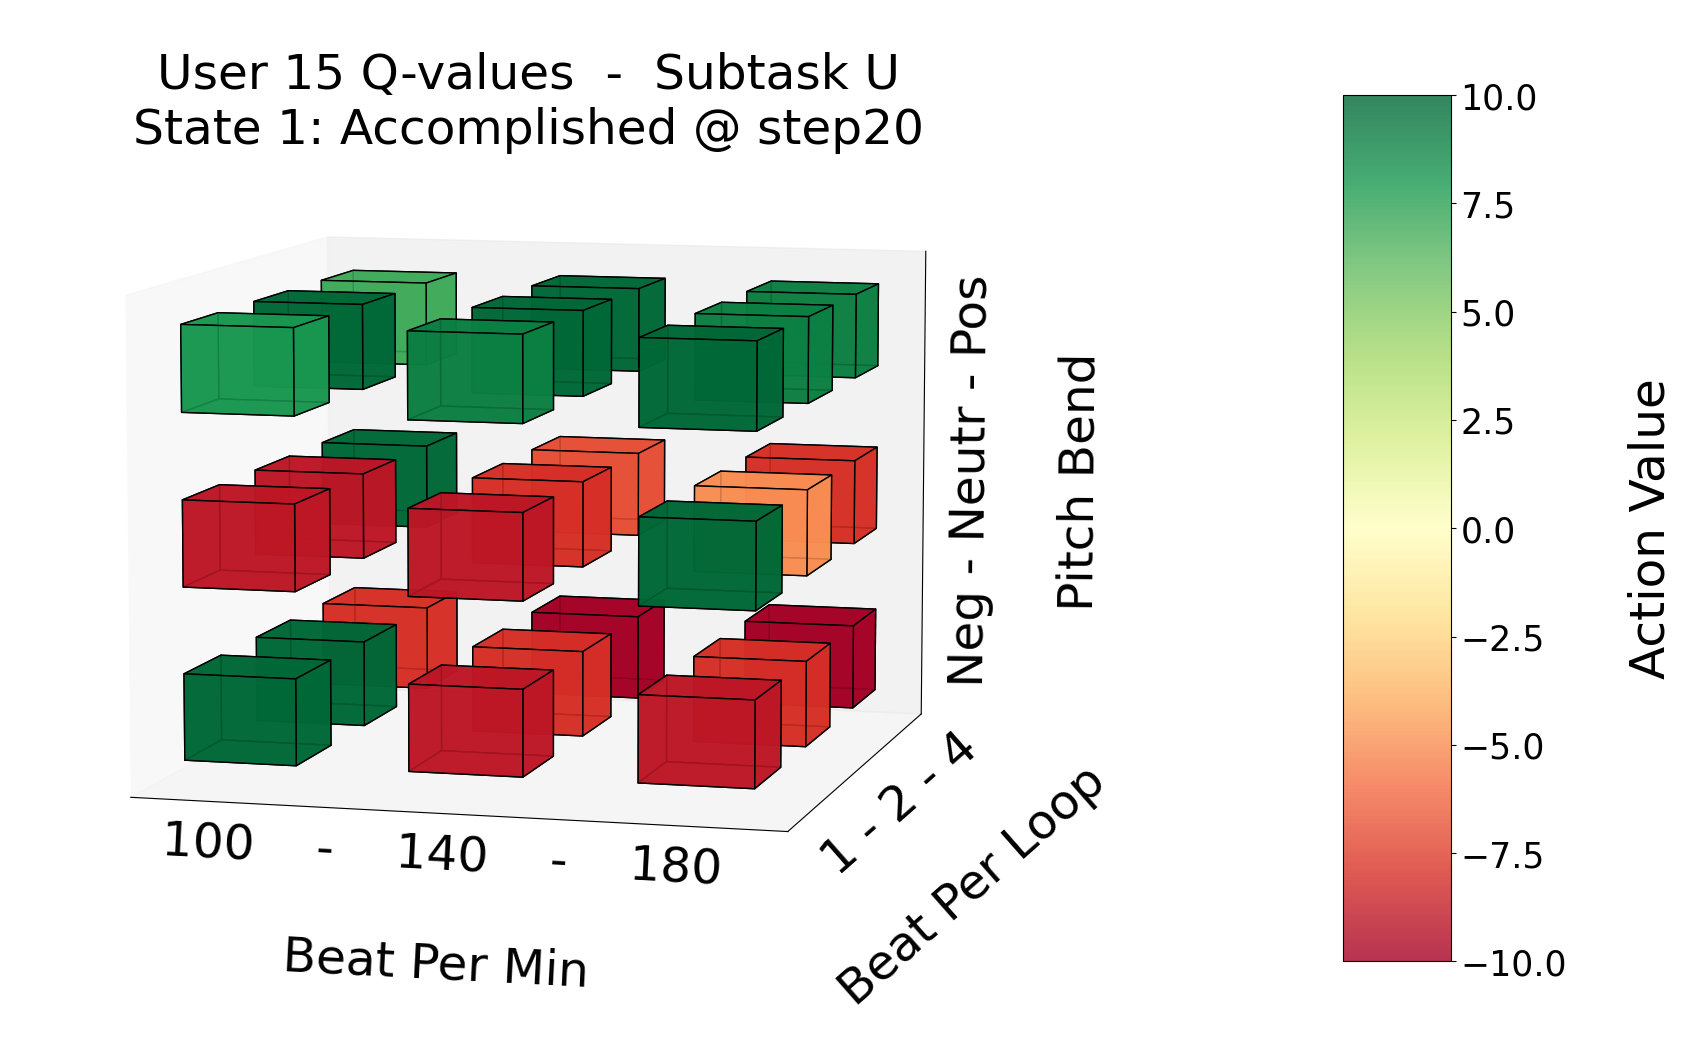 User 15 Q-values  -  Subtask U
State 1: Accomplished @ step20
Neg - Neutr - Pos
Pitch Bend
100 - 140 - 180
Beat Per Min
1 - 2 - 4
Beat Per Loop
10.0
7.5
5.0
2.5
0.0
−2.5
−5.0
−7.5
−10.0
Action Value